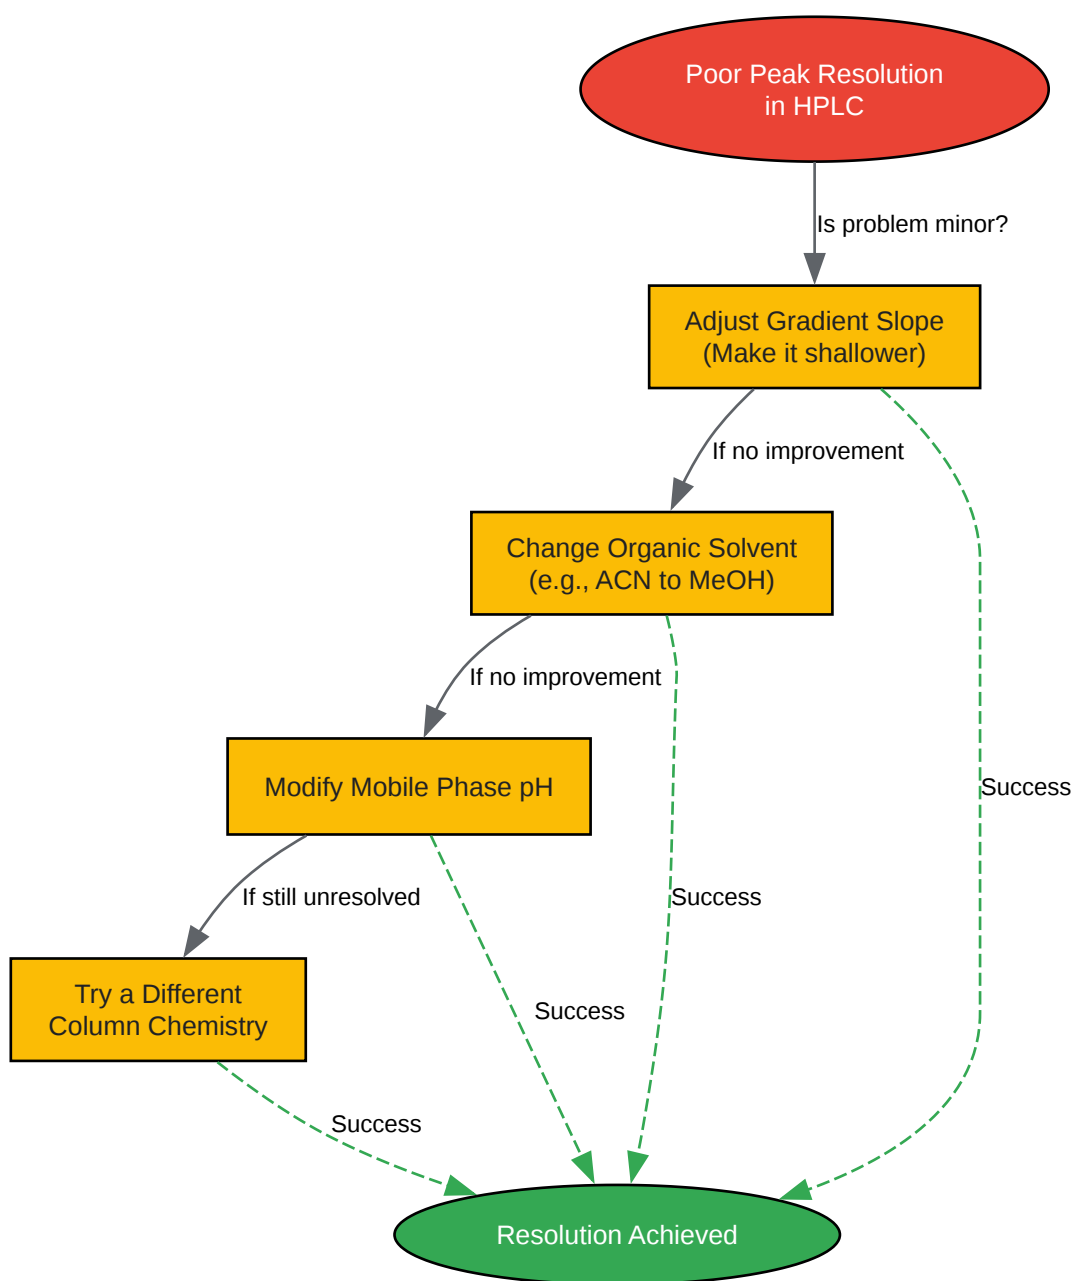 Poor Peak Resolution
in HPLC
Is problem minor?
Adjust Gradient Slope
(Make it shallower)
If no improvement
Change Organic Solvent
(e.g., ACN to MeOH)
If no improvement
Modify Mobile Phase pH
Success
If still unresolved
Success
Try a Different
Column Chemistry
Success
Success
Resolution Achieved